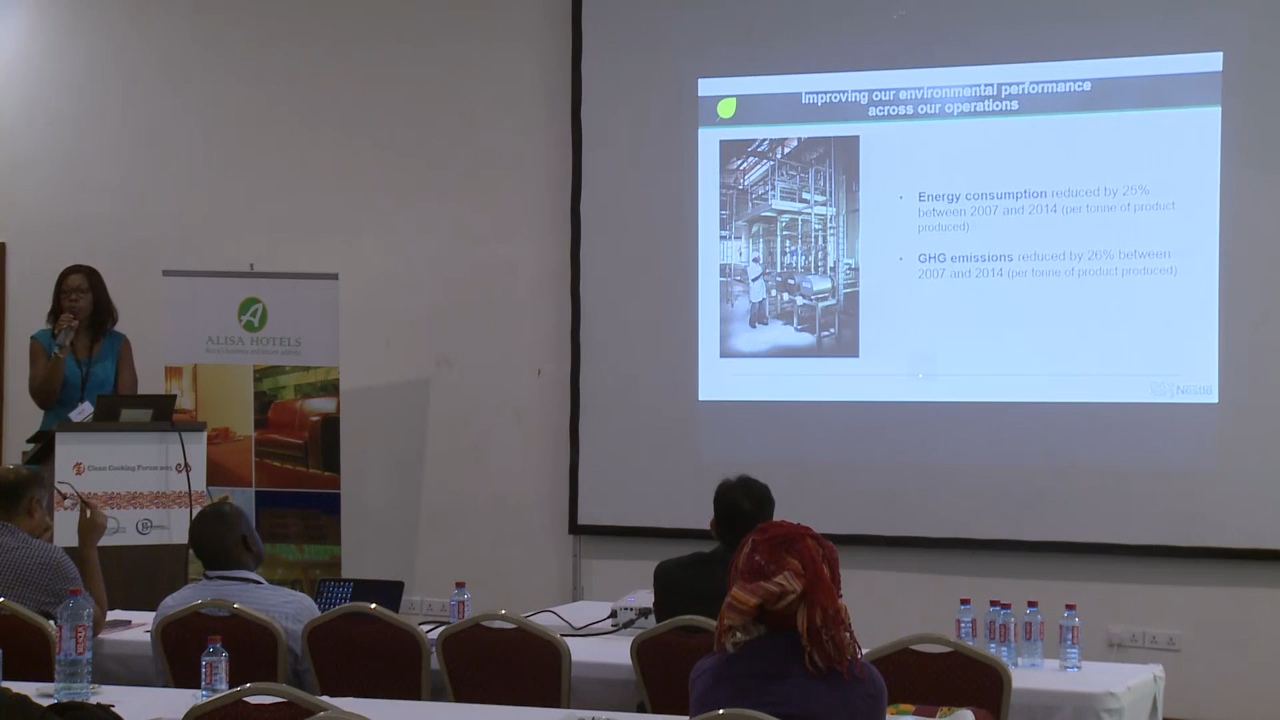 Improving our environmental performance
across our operations
• Energy consumption reduced by 25%
between 2007 and 2014 (per tonne of product
produced)
• GHG emissions reduced by 26% between
2007 and 2014 (per tonne of product produced)
Nestlé
A
ALISA HOTELS
Clean Cooking Forum 2015